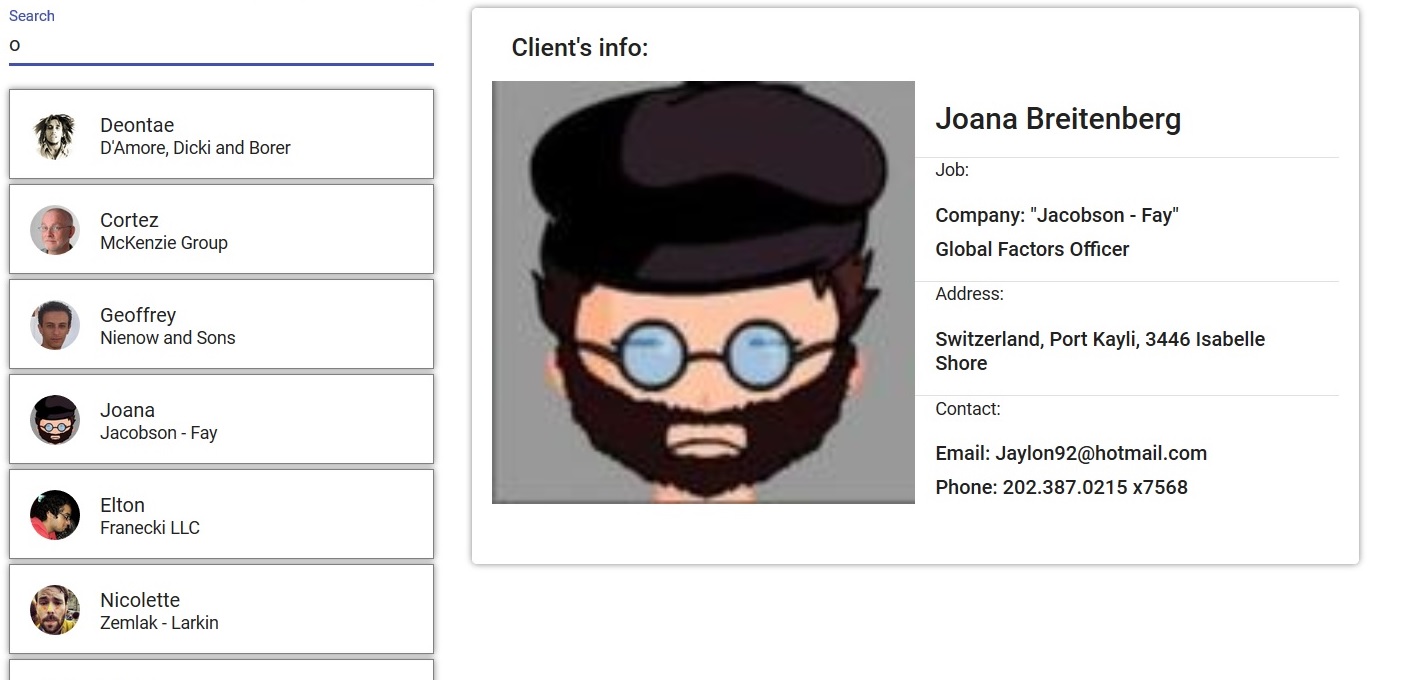 Search
o
Deontae
D'Amore, Dicki and Borer
Cortez
McKenzie Group
Geoffrey
Nienow and Sons
Joana
Jacobson - Fay
Elton
Franecki LLC
Nicolette
Zemlak - Larkin
Client's info:
Joana Breitenberg
Job:
Company: "Jacobson - Fay"
Global Factors Officer
Address:
Switzerland, Port Kayli, 3446 Isabelle
Shore
Contact:
Email: Jaylon92@hotmail.com
Phone: 202.387.0215 x7568